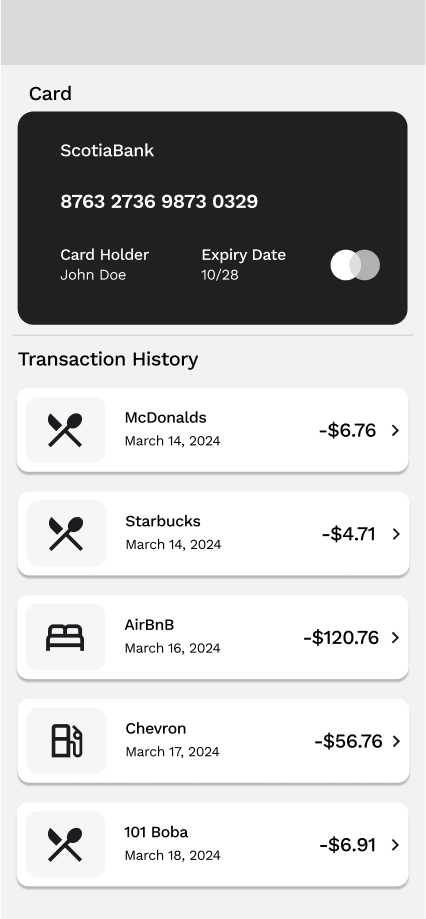 Card
ScotiaBank
8763 2736 9873 0329
Card Holder Expiry Date
John Doe 10/28
Transaction History
McDonalds
March 14, 2024
-$6.76
Starbucks
March 14, 2024
-$4.71
AirBnB
March 16, 2024
-$120.76
Chevron
March 17, 2024
-$56.76
101 Boba
March 18, 2024
-$6.91